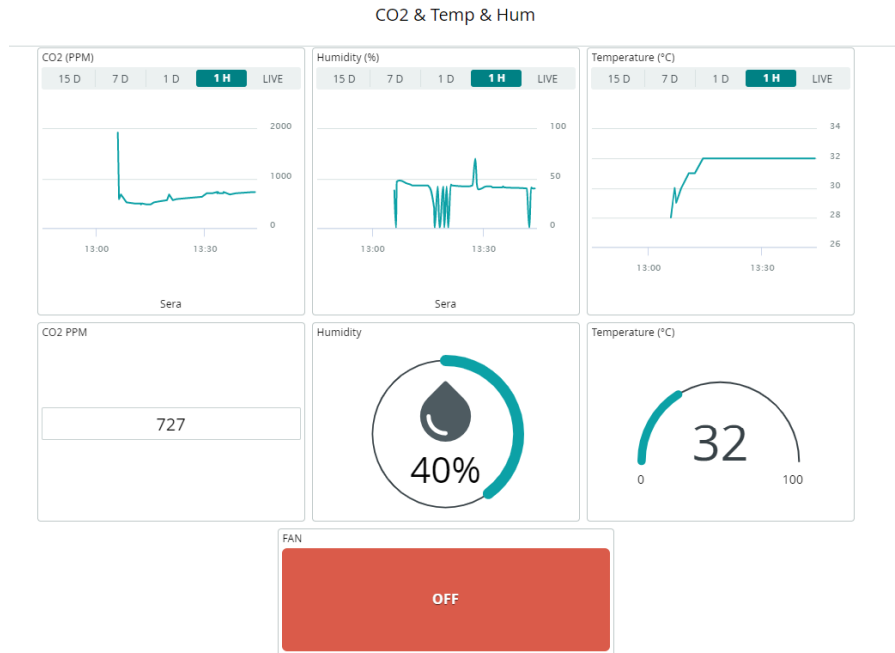 CO2 & Temp & Hum
CO2 (PPM)
15 D 7 D 1 D 1 H LIVE
2000
1000
0
13:00 13:30
Sera
Humidity (%)
15 D 7 D 1 D 1 H LIVE
100
50
0
13:00 13:30
Sera
Temperature (°C)
15 D 7 D 1 D 1 H LIVE
34
32
30
28
26
13:00 13:30
CO2 PPM
727
Humidity
40%
Temperature (°C)
32
0 100
FAN
OFF